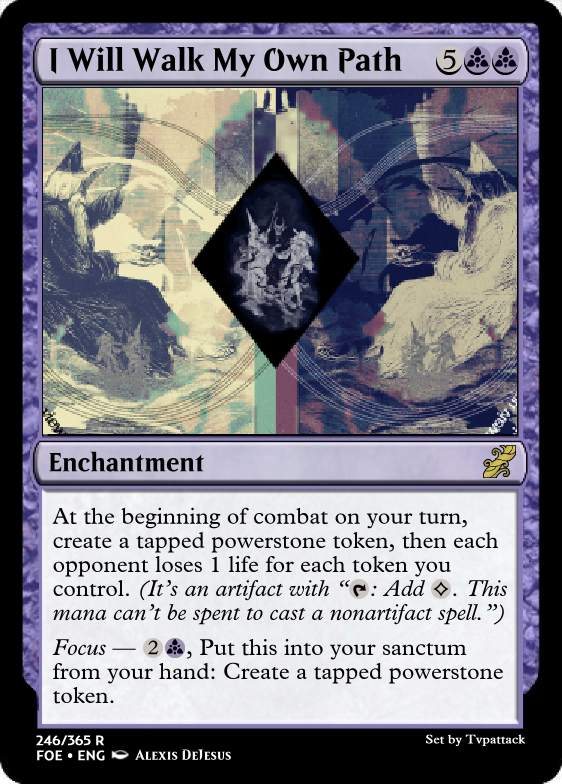 I Will Walk My Own Path 5
Enchantment
At the beginning of combat on your turn,
create a tapped powerstone token, then each
opponent loses 1 life for each token you
control. (It's an artifact with “: Add . This
mana can't be spent to cast a nonartifact spell.”)
Focus — 2, Put this into your sanctum
from your hand: Create a tapped powerstone
token.
246/365 R
Set by Tvpattack
FOE • ENG Alexis DeJesus